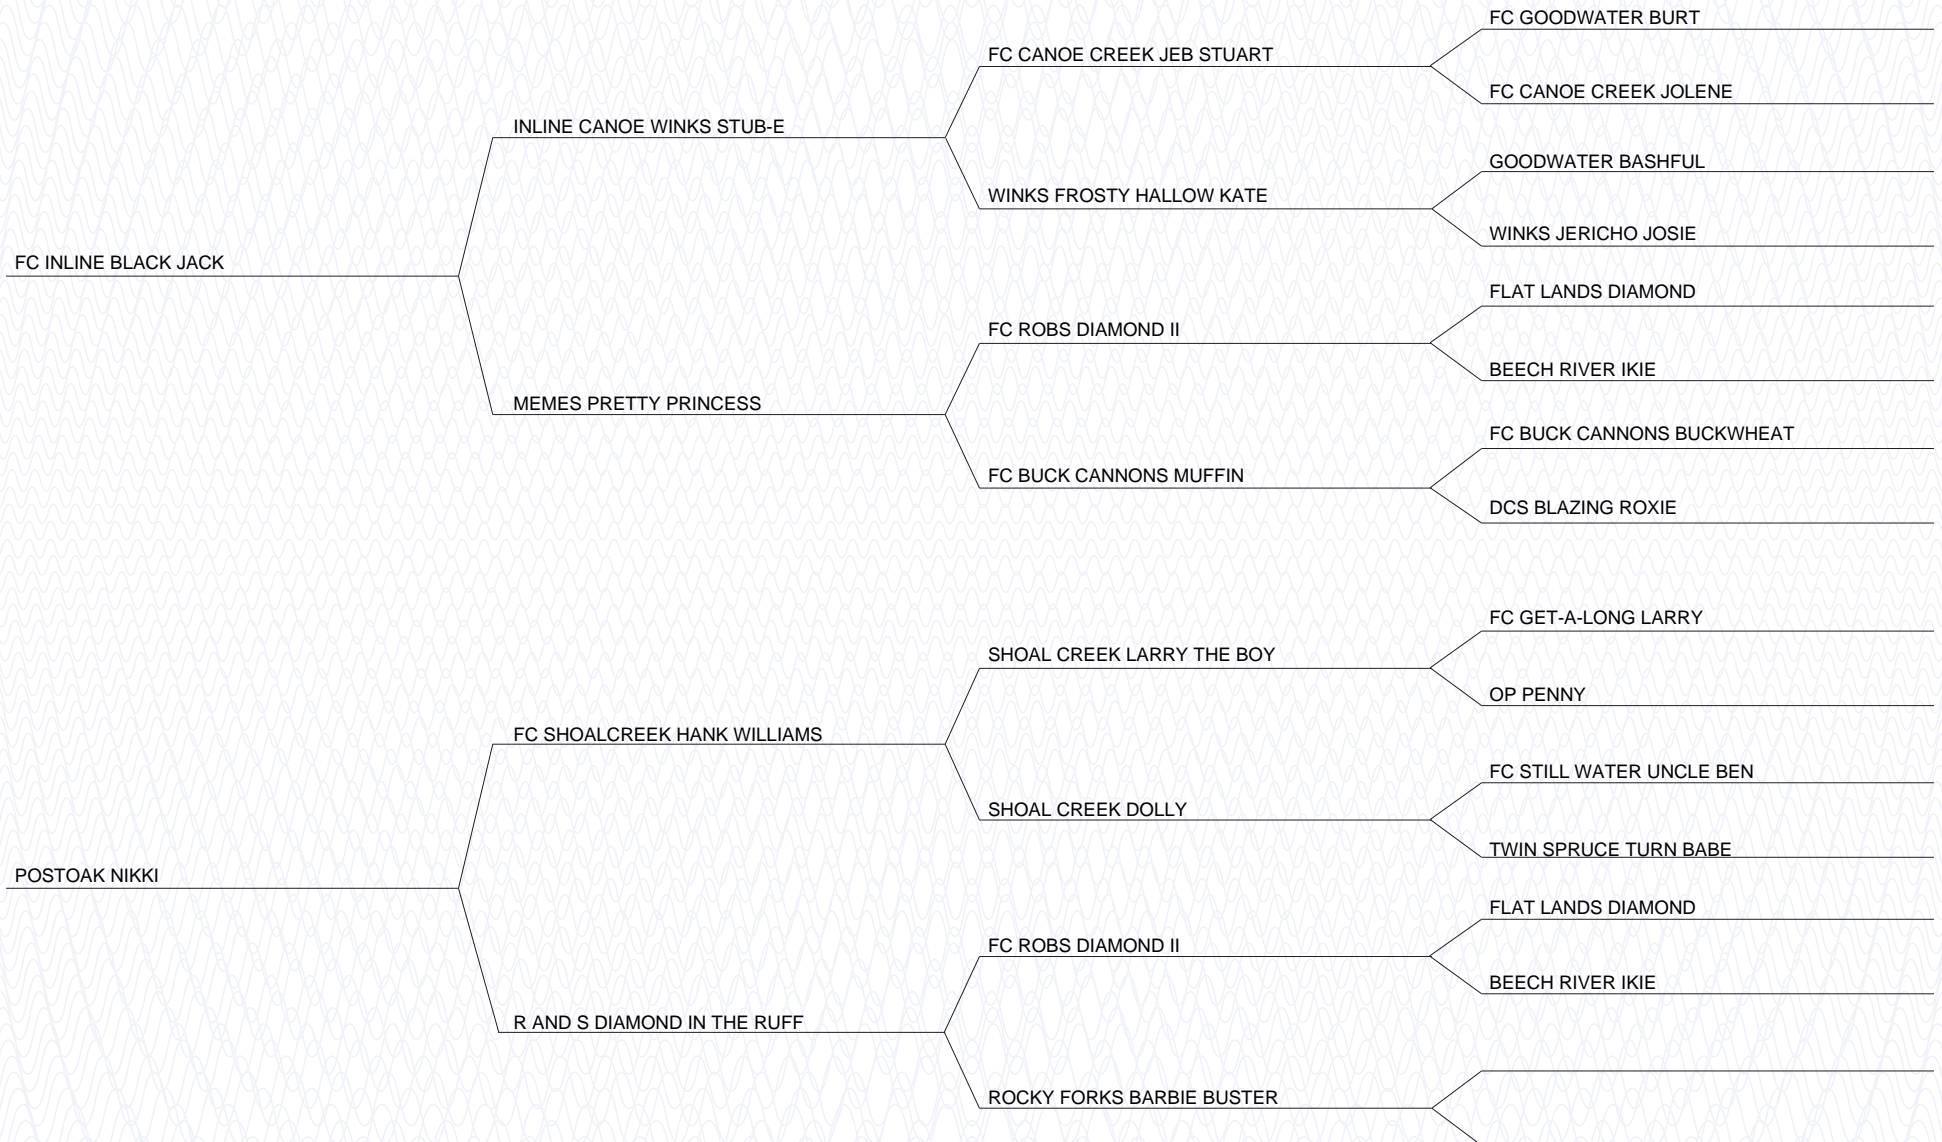 FC GOODWATER BURT
FC CANOE CREEK JEB STUART
FC CANOE CREEK JOLENE
INLINE CANOE WINKS STUB-E
GOODWATER BASHFUL
WINKS FROSTY HALLOW KATE
WINKS JERICHO JOSIE
FC INLINE BLACK JACK
FLAT LANDS DIAMOND
FC ROBS DIAMOND II
BEECH RIVER IKIE
MEMES PRETTY PRINCESS
FC BUCK CANNONS BUCKWHEAT
FC BUCK CANNONS MUFFIN
DCS BLAZING ROXIE
FC GET-A-LONG LARRY
SHOAL CREEK LARRY THE BOY
OP PENNY
FC SHOALCREEK HANK WILLIAMS
FC STILL WATER UNCLE BEN
SHOAL CREEK DOLLY
TWIN SPRUCE TURN BABE
POSTOAK NIKKI
FLAT LANDS DIAMOND
FC ROBS DIAMOND II
BEECH RIVER IKIE
R AND S DIAMOND IN THE RUFF
ROCKY FORKS BARBIE BUSTER